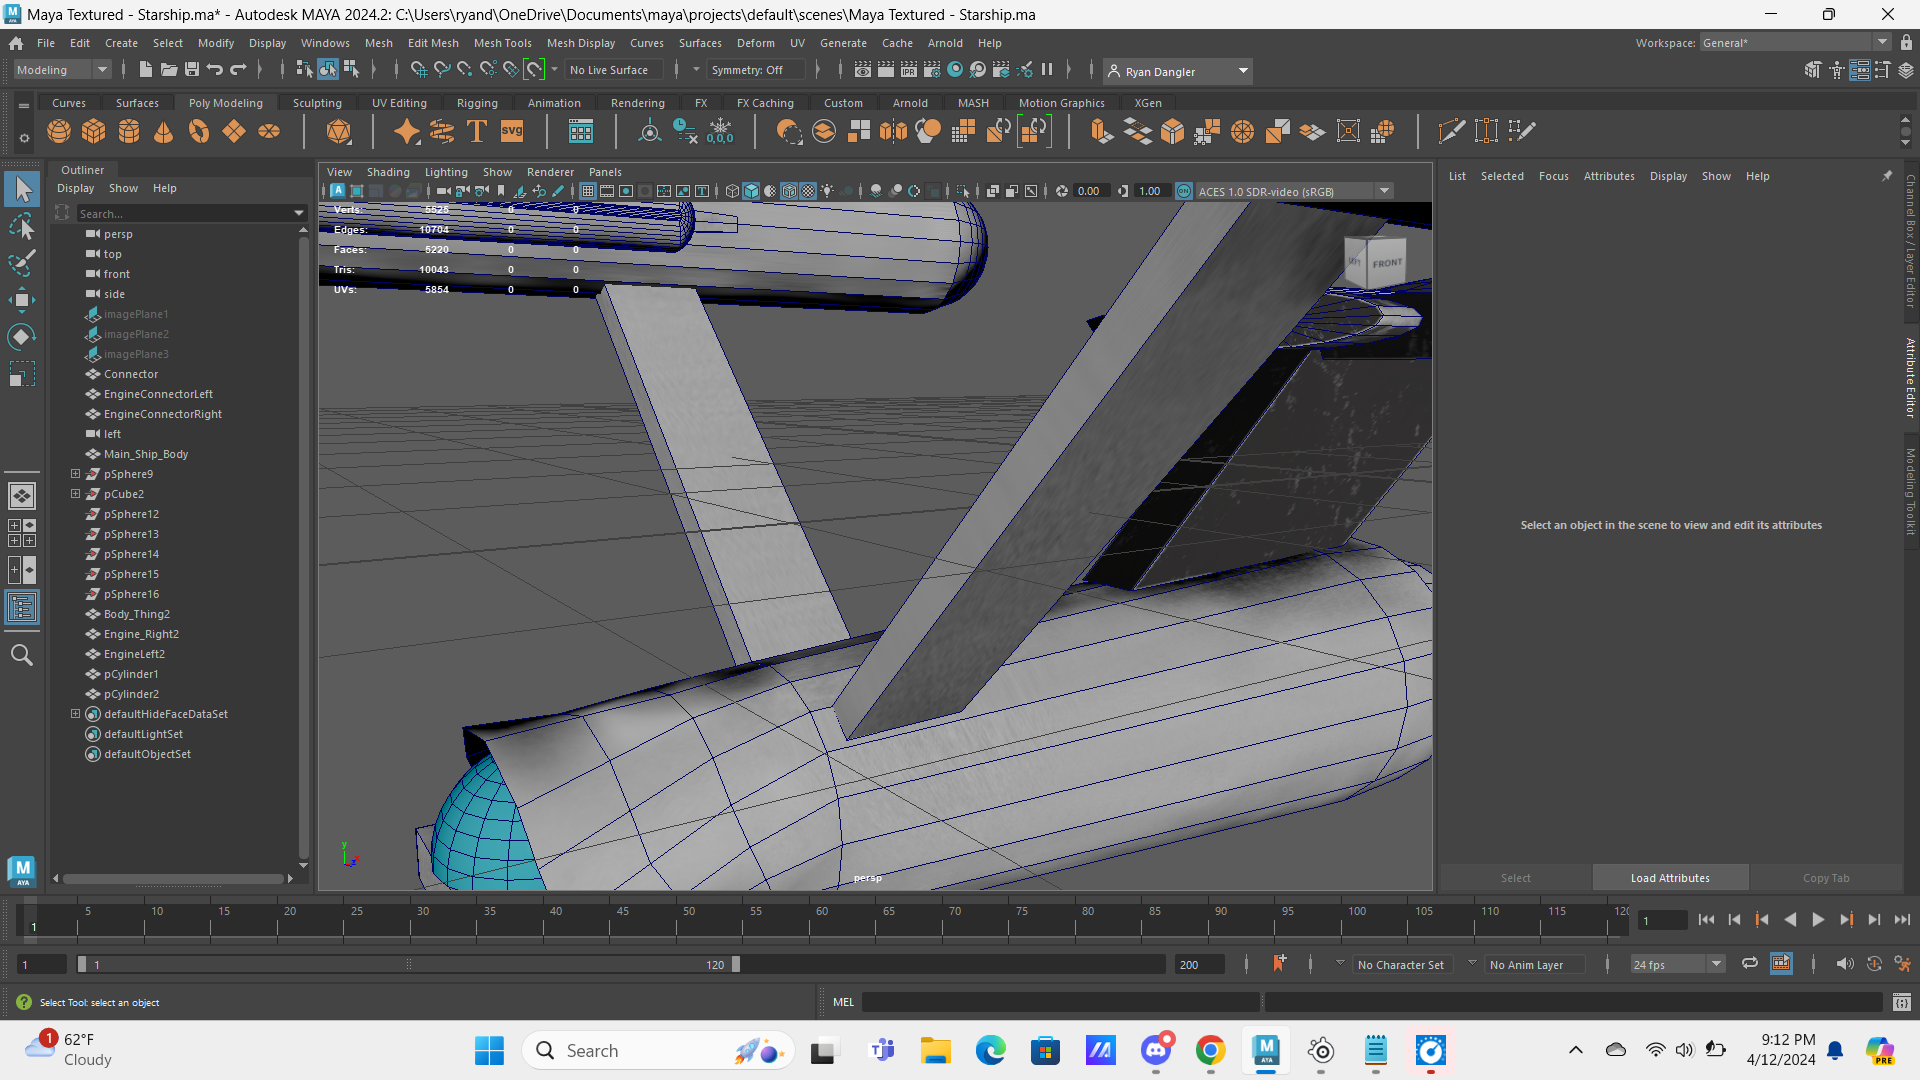 Maya Textured - Starship.ma* - Autodesk MAYA 2024.2: C:\Users\ryand\OneDrive\Documents\maya\projects\default\scenes\Maya Textured - Starship.ma
File Edit Create Select Modify Display Windows Mesh Edit Mesh Mesh Tools Mesh Display Curves Surfaces Deform UV Generate Cache Arnold Help
Workspace: General*
Modeling
No Live Surface
Symmetry: Off
Ryan Dangler
Curves Surfaces Poly Modeling Sculpting UV Editing Rigging Animation Rendering FX FX Caching Custom Arnold MASH Motion Graphics XGen
Outliner
Display Show Help
Search...
persp
top
front
side
imagePlane1
imagePlane2
imagePlane3
Connector
EngineConnectorLeft
EngineConnectorRight
left
Main_Ship_Body
pSphere9
pCube2
pSphere12
pSphere13
pSphere14
pSphere15
pSphere16
Body_Thing2
Engine_Right2
EngineLeft2
pCylinder1
pCylinder2
defaultHideFaceDataSet
defaultLightSet
defaultObjectSet
View Shading Lighting Show Renderer Panels
0.00
1.00
ACES 1.0 SDR-video (sRGB)
Verts: 5525 0 0
Edges: 10704 0 0
Faces: 5220 0 0
Tris: 10043 0 0
UVs: 5854 0 0
FRONT
persp
List Selected Focus Attributes Display Show Help
Select an object in the scene to view and edit its attributes
Select
Load Attributes
Copy Tab
Channel Box / Layer Editor
Attribute Editor
Modeling Toolkit
1 5 10 15 20 25 30 35 40 45 50 55 60 65 70 75 80 85 90 95 100 105 110 115 120
1
1
1
120
200
No Character Set
No Anim Layer
24 fps
Select Tool: select an object
MEL
1
62°F
Cloudy
Search
9:12 PM
4/12/2024
PRE